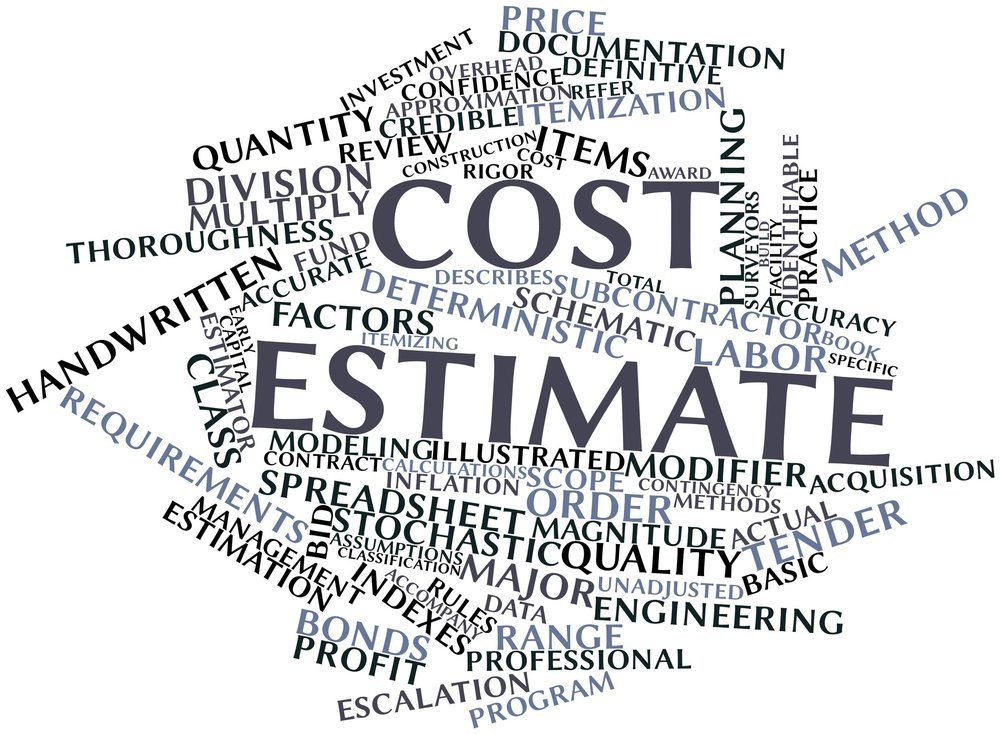 PRICE
DOCUMENTATION
INVESTMENT
OVERHEAD
DEFINITIVE
CONFIDENCE
REFER
APPROXIMATION
ITEMIZATION
CREDIBLE
QUANTITY
REVIEW
CONSTRUCTION
COST
ITEMS
RIGOR
AWARD
DIVISION
MULTIPLY
COST
PLANNING
SURVEYORS
BUILD
FACILITY
IDENTIFIABLE
PRACTICE
METHOD
THOROUGHNESS
FUND
ACCURATE
HANDWRITTEN
DESCRIBES
TOTAL
DETERMINISTIC
SUBCONTRACTOR
ACCURACY
SCHEMATIC
BOOK
FACTORS
ITEMIZING
LABOR
SPECIFIC
EARLY
CAPITAL
ESTIMATOR
CLASS
ESTIMATE
REQUIREMENTS
MODELING
ILLUSTRATED
MODIFIER
ACQUISITION
CONTRACT
CALCULATIONS
SCOPE
CONTINGENCY
INFLATION
METHODS
SPREADSHEET
ORDER
ACTUAL
TENDER
MANAGEMENT
ESTIMATION
BID
STOCHASTIC
MAGNITUDE
ASSUMPTIONS
CLASSIFICATION
QUALITY
BASIC
MAJOR
UNADJUSTED
INDEXES
ACCOMPANY
RULES
DATA
ENGINEERING
BONDS
RANGE
PROFIT
PROFESSIONAL
ESCALATION
PROGRAM